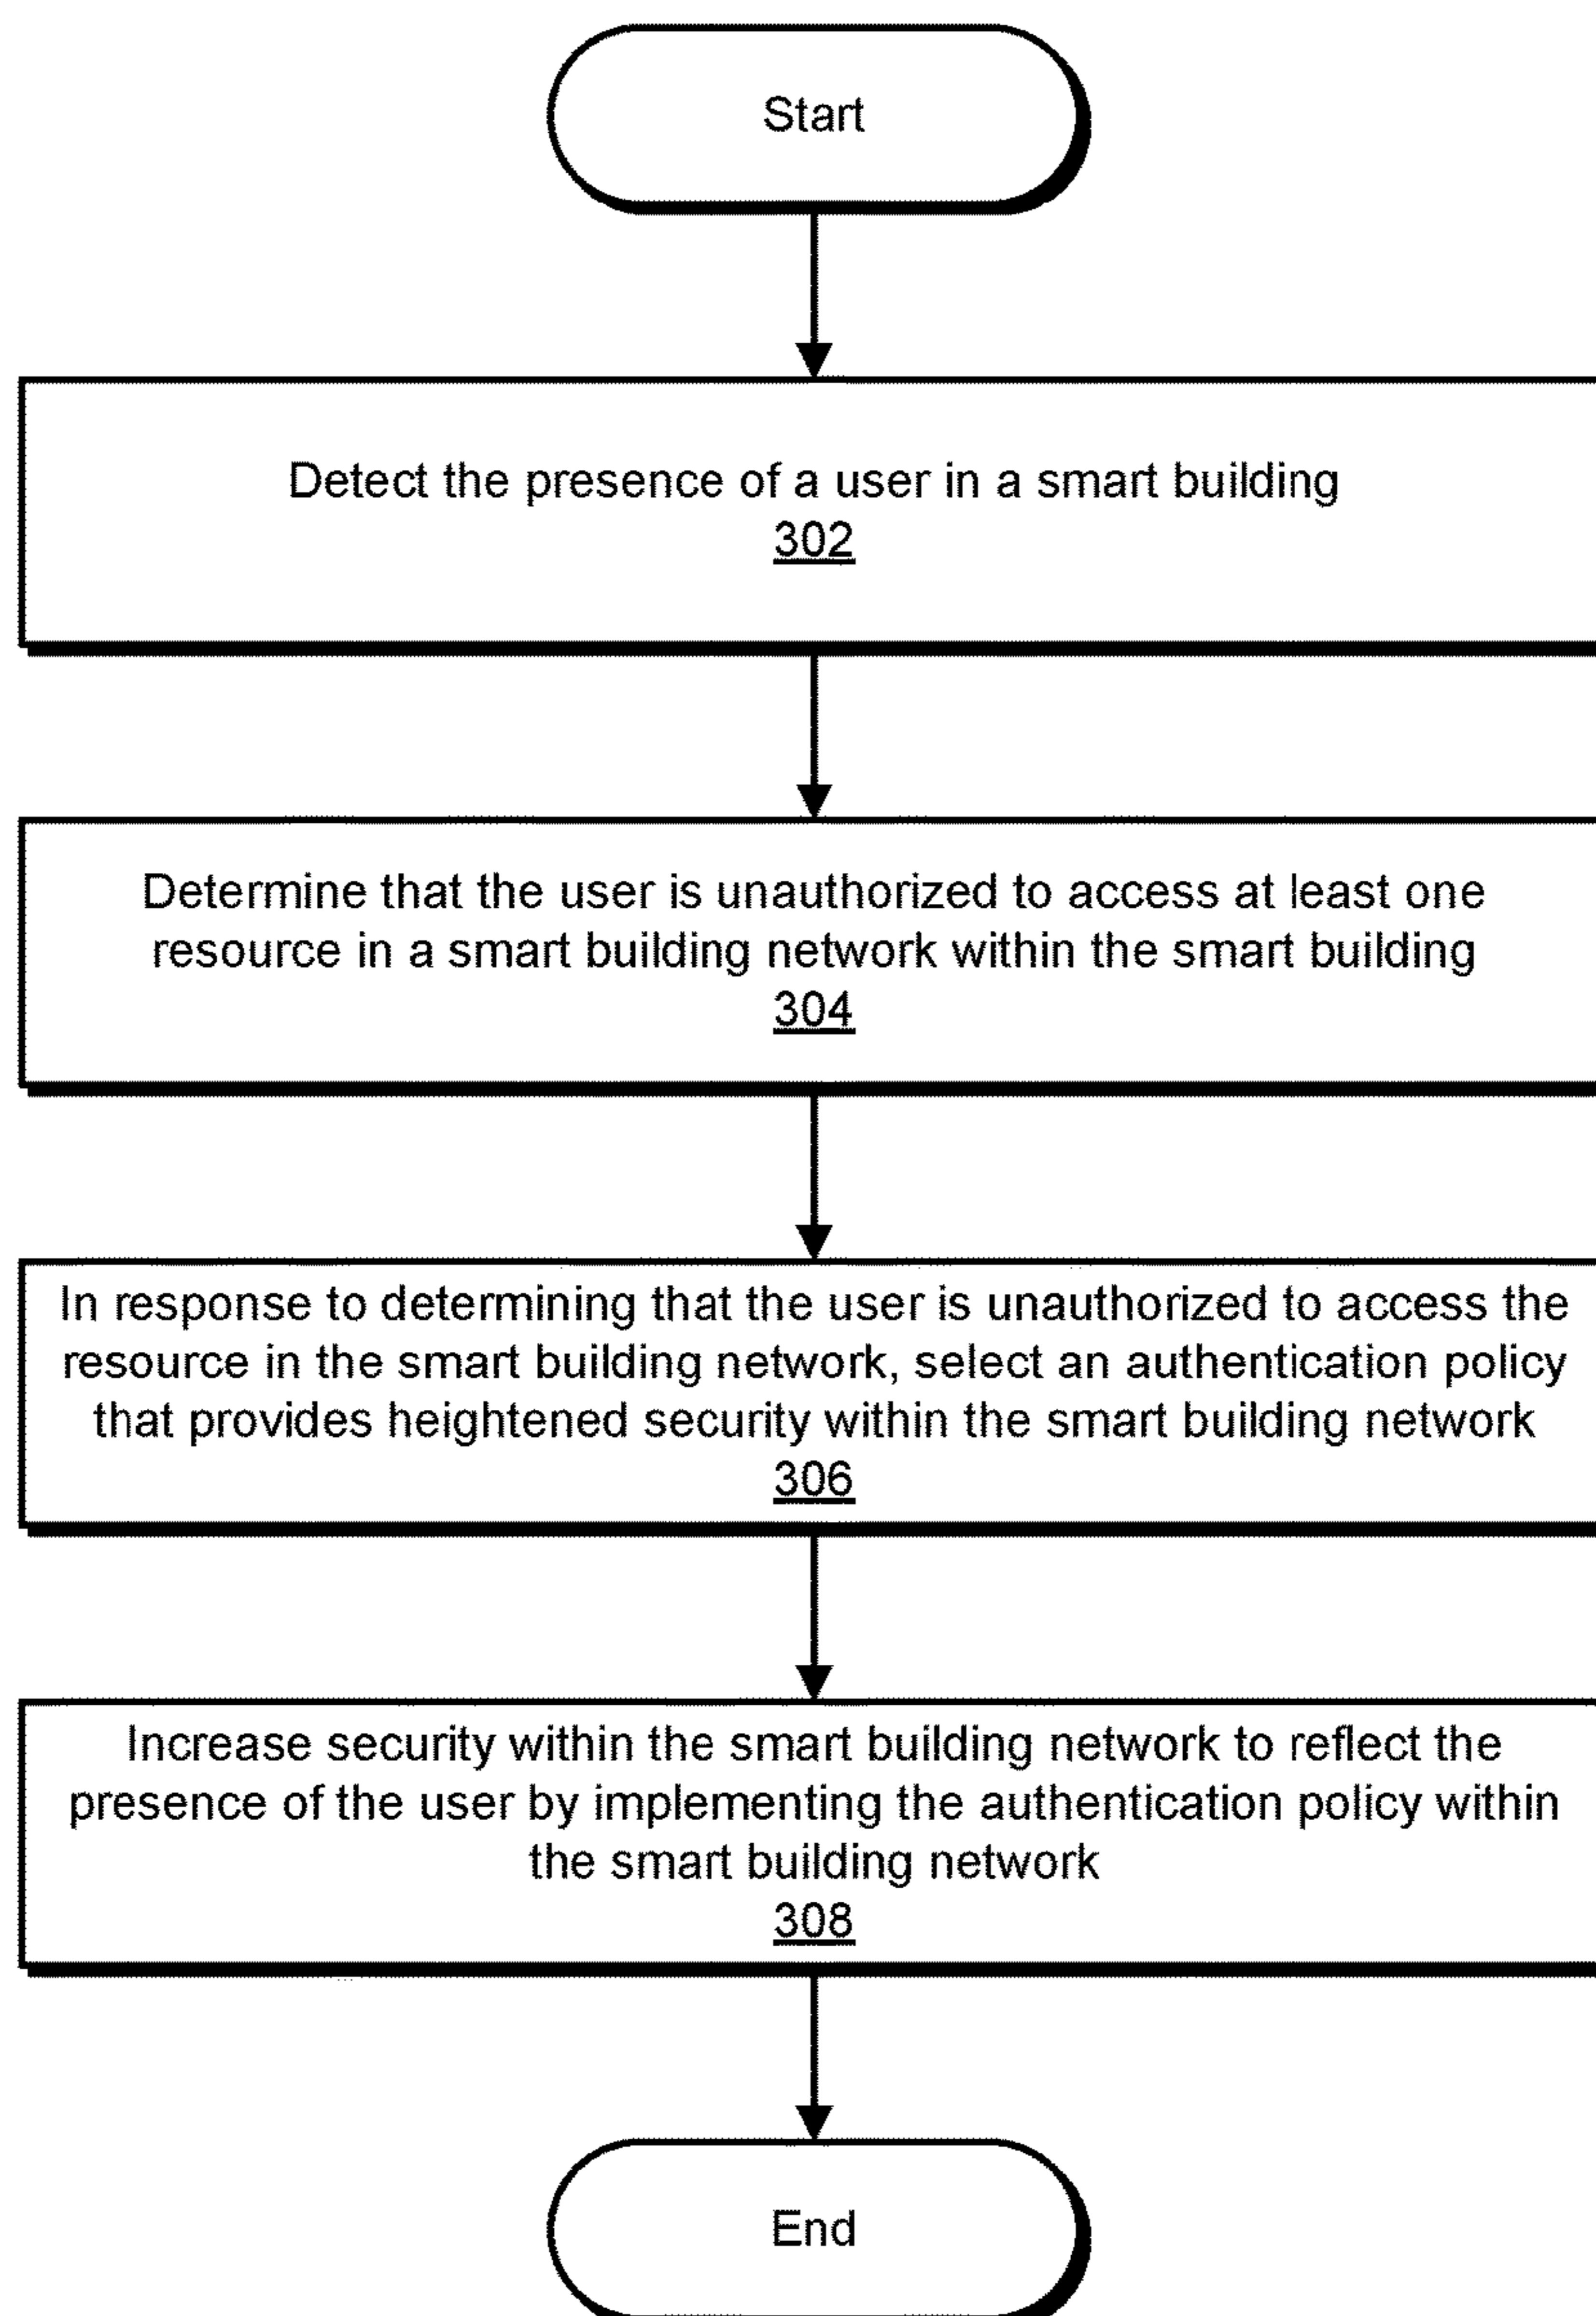 Start
Detect the presence of a user in a smart building
302
Determine that the user is unauthorized to access at least one
resource in a smart building network within the smart building
304
In response to determining that the user is unauthorized to access the
resource in the smart building network, select an authentication policy
that provides heightened security within the smart building network
306
Increase security within the smart building network to reflect the
presence of the user by implementing the authentication policy within
the smart building network
308
End